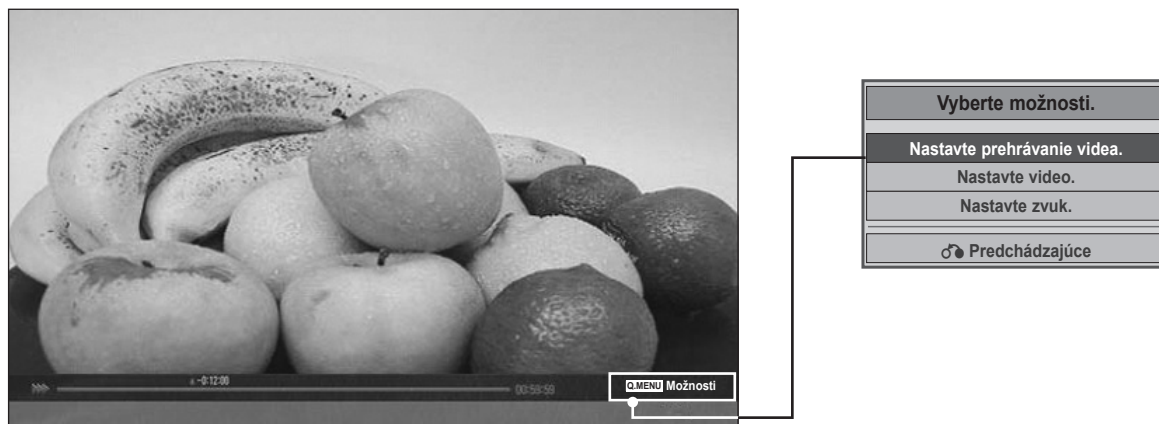 -0:12:00
00:59:59
Q.MENU Možnosti
Vyberte možnosti.
Nastavte prehrávanie videa.
Nastavte video.
Nastavte zvuk.
Predchádzajúce